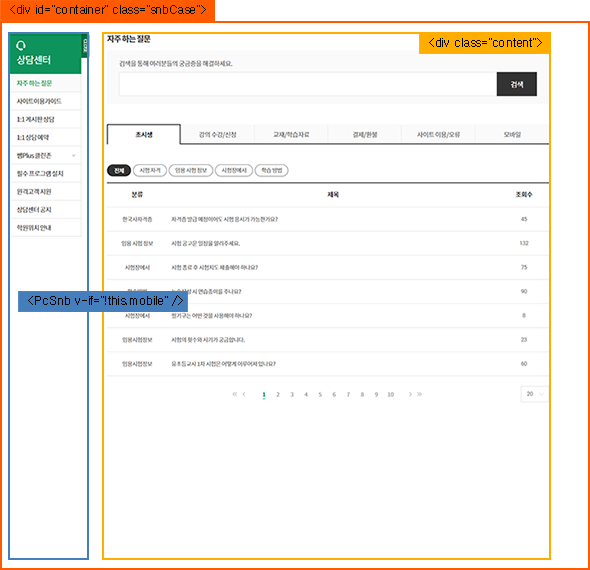 <div id="container" class="snbCase">
<div class="content">
<PcSnb v-if="!this.mobile" />
CLOSE
상담센터
자주 하는 질문
사이트이용가이드
1:1 게시판 상담
1:1 상담 예약
쌤Plus 클린존
필수 프로그램 설치
원격고객 지원
상담센터 공지
학원위치 안내
자주 하는 질문
검색을 통해 여러분들의 궁금증을 해결하세요.
검색
초시생 강의 수강/신청 교재/학습자료 결제/환불 사이트 이용/오류 모바일
전체 시험 자격 임용 시험 정보 시험장에서 학습 방법
분류 제목 조회수
한국사자격증 자격증 발급 예정이어도 시험 응시가 가능한가요? 45
임용 시험 정보 시험 공고문 일정을 알려주세요. 132
시험장에서 시험 종료 후 시험지도 제출해야 하나요? 75
시 연습종이를 주나요? 90
시험장에서 필기구는 어떤 것을 사용해야 하나요? 8
임용시험정보 시험의 횟수와 시기가 궁금합니다. 23
임용시험정보 유초등교사 1차 시험은 어떻게 이루어져 있나요? 60
« < 1 2 3 4 5 6 7 8 9 10 > »
20